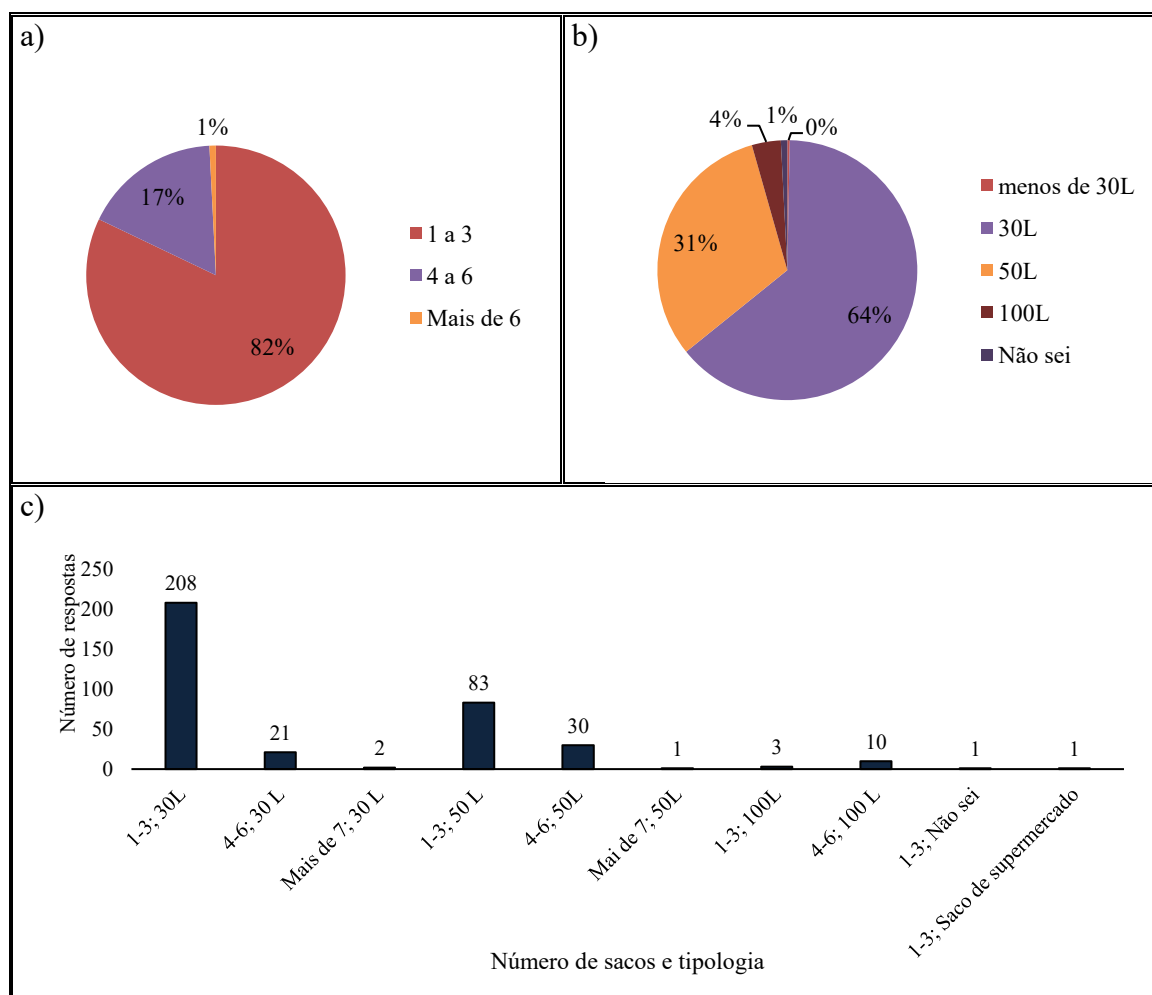 a)
1%
17%
82%
1 a 3
4 a 6
Mais de 6
b)
4%
1%
0%
31%
64%
menos de 30L
30L
50L
100L
Não sei
c)
Número de respostas
250
200
150
100
50
0
208
21
2
83
30
1
3
10
1
1
1-3; 30L
4-6; 30 L
Mais de 7; 30 L
1-3; 50 L
4-6; 50L
Mai de 7; 50L
1-3; 100L
4-6; 100 L
1-3; Não sei
1-3; Saco de supermercado
Número de sacos e tipologia